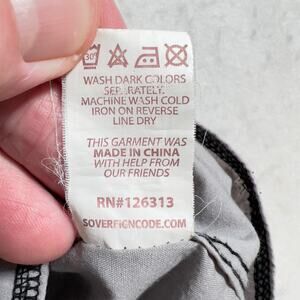 30°
WASH DARK COLORS
SEPARATELY.
MACHINE WASH COLD
IRON ON REVERSE
LINE DRY
THIS GARMENT WAS
MADE IN CHINA
WITH HELP FROM
OUR FRIENDS
RN#126313
SOVEREIGNCODE.COM